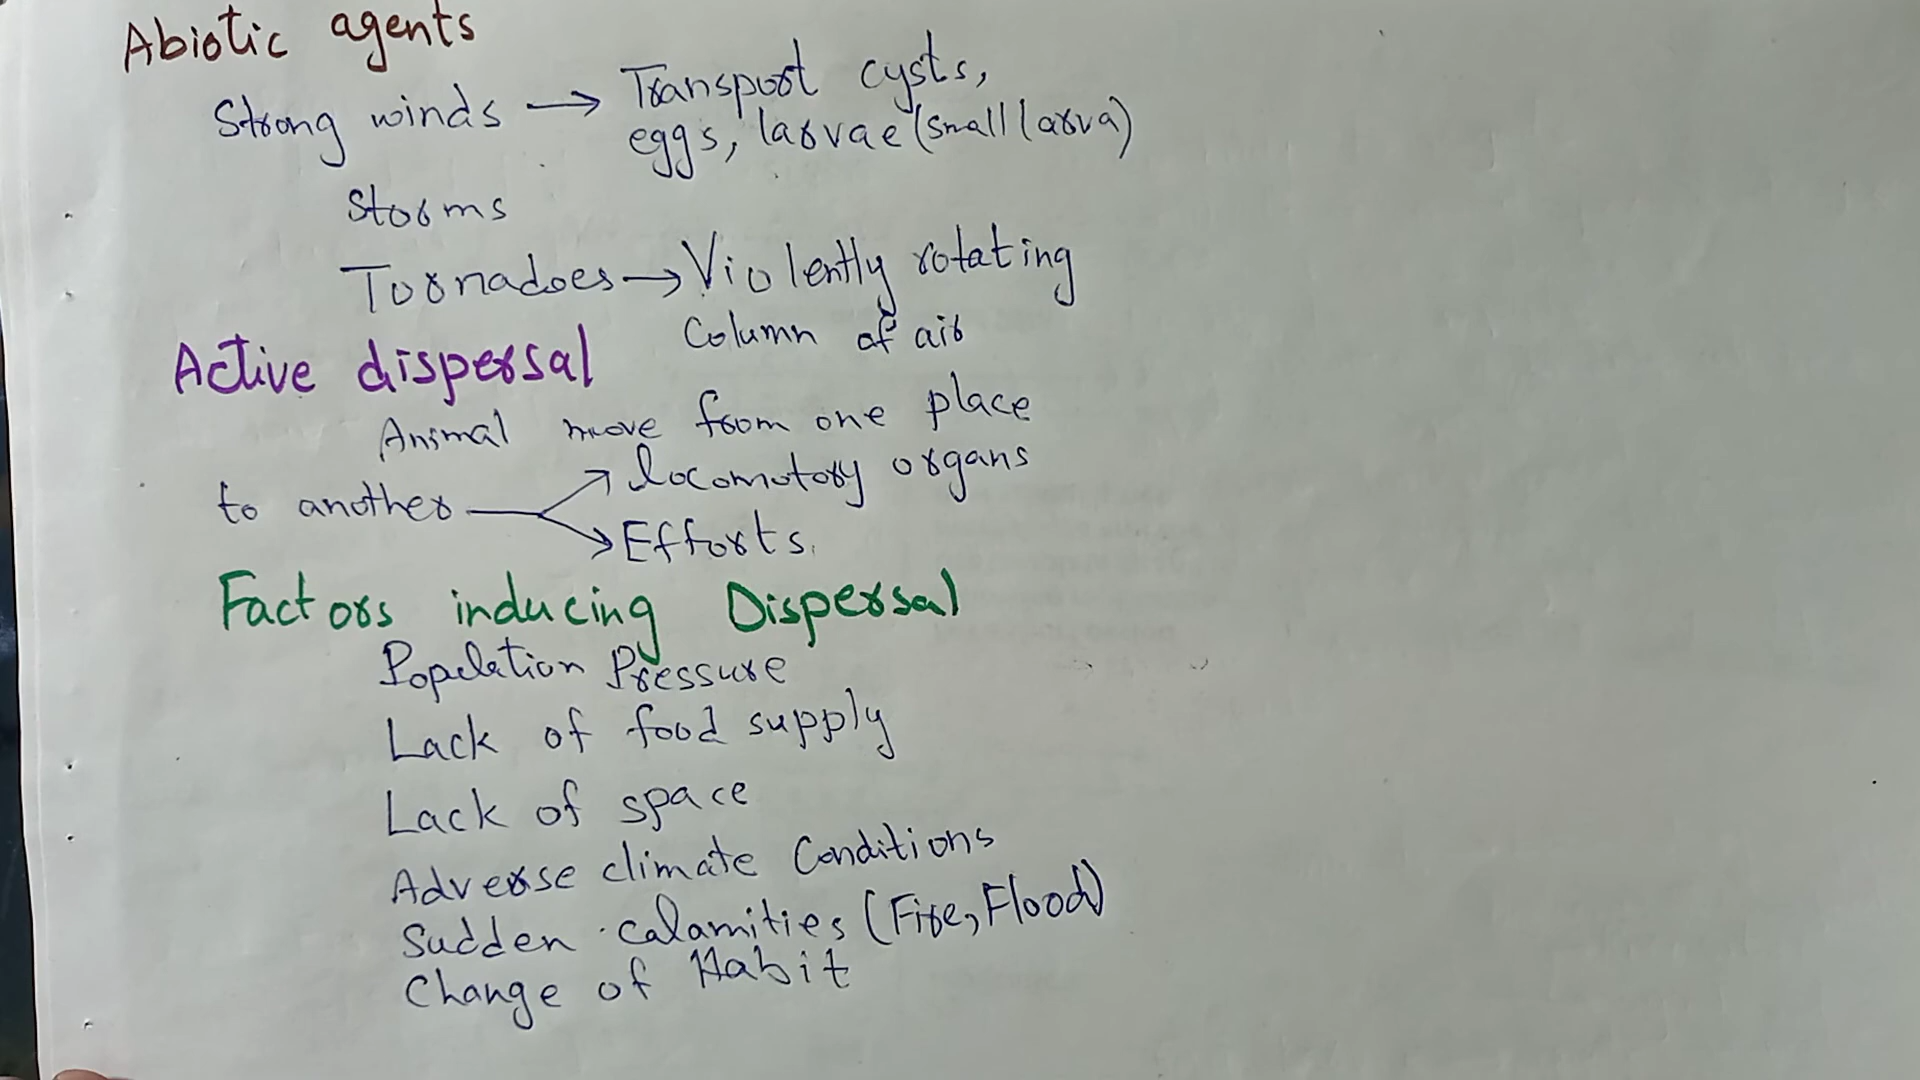 Abiotic agents
Strong winds → Transport cysts,
eggs, larvae (small larva)
Storms
Tornadoes → Violently rotating
Column of air
Active dispersal
Animal move from one place
to another → locomotory organs
→ Efforts.
Factors inducing Dispersal
Population Pressure
Lack of food supply
Lack of space
Adverse climate Conditions
Sudden calamities (Fire, Flood)
Change of Habit